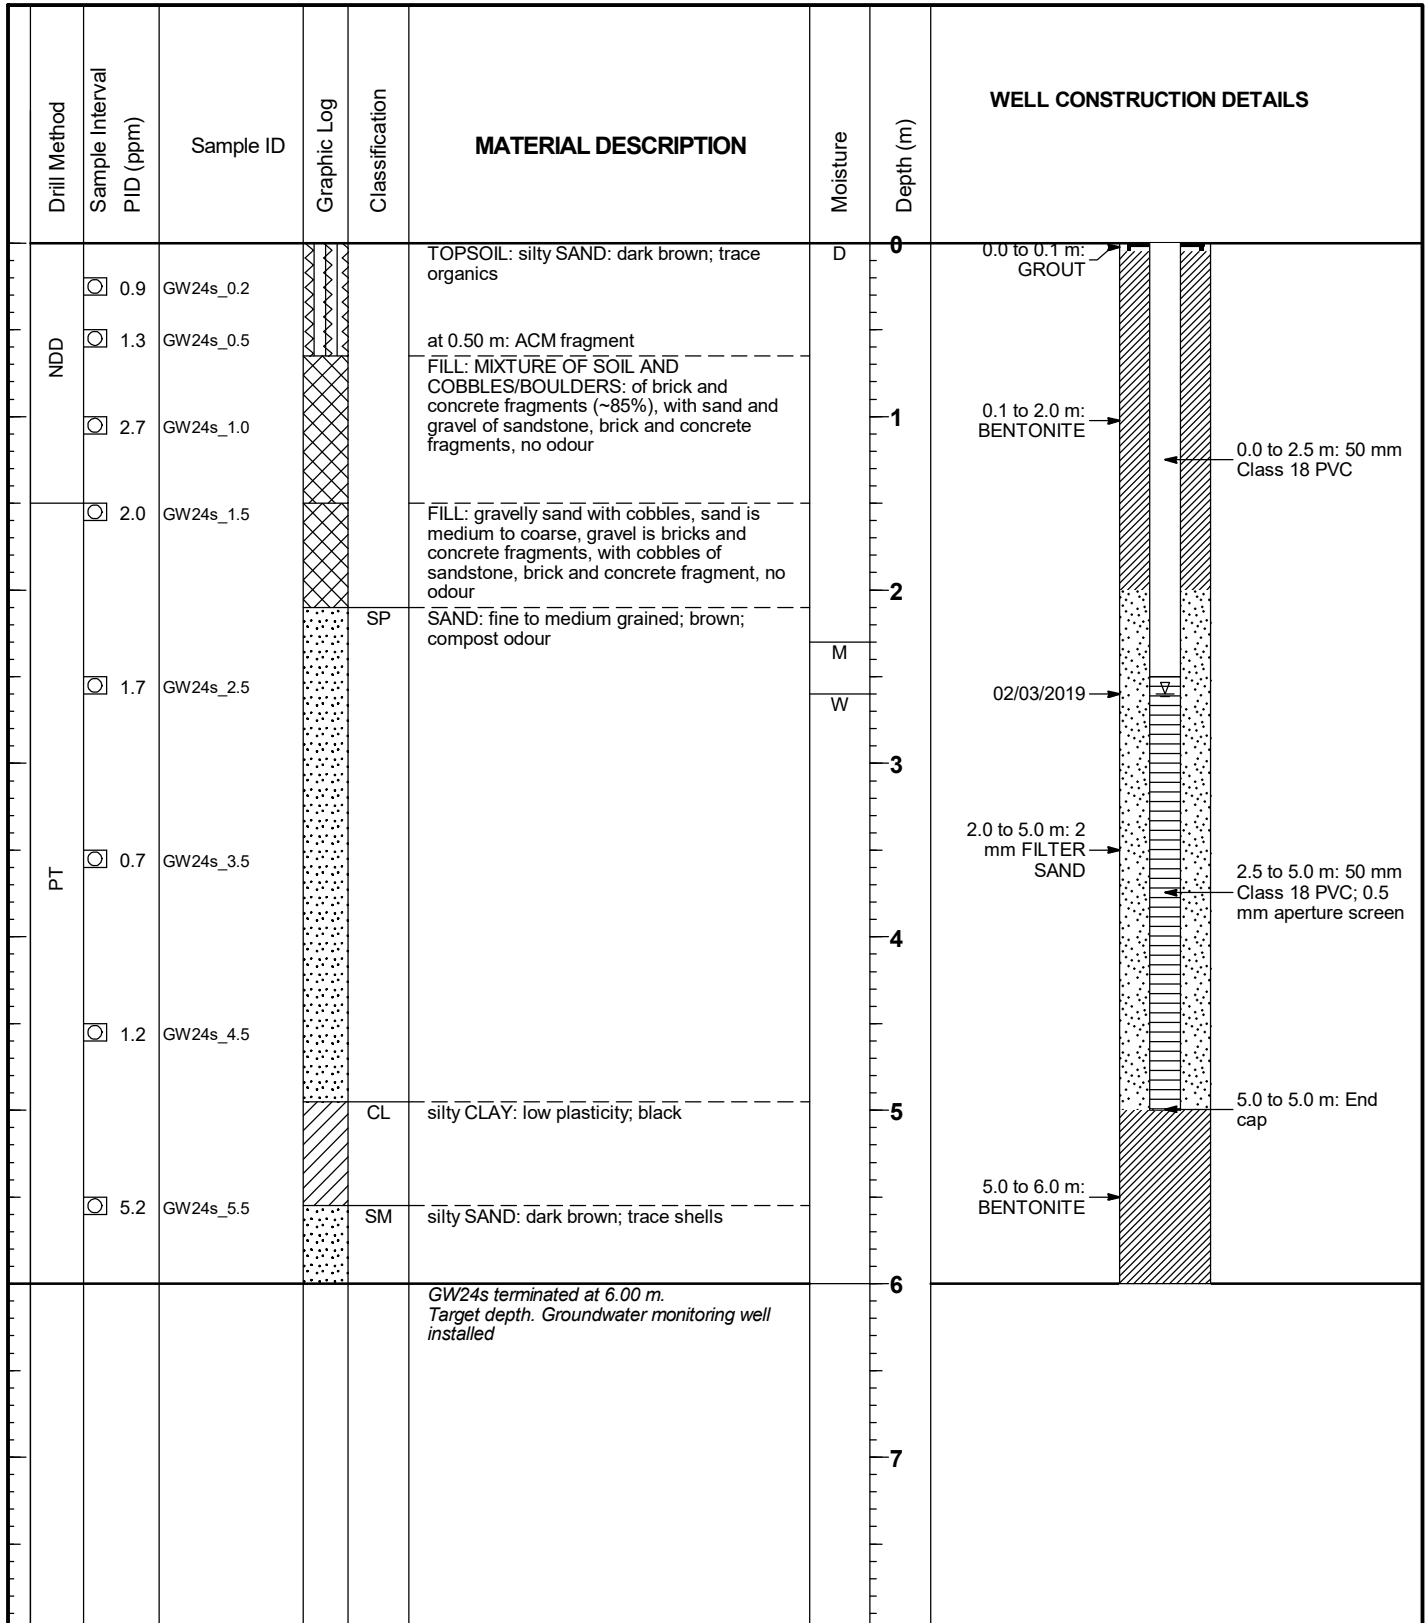 Drill Method
Sample Interval
PID (ppm)
Sample ID
Graphic Log
Classification
MATERIAL DESCRIPTION
Moisture
Depth (m)
WELL CONSTRUCTION DETAILS
NDD
PT
0.9 GW24s_0.2
1.3 GW24s_0.5
2.7 GW24s_1.0
2.0 GW24s_1.5
1.7 GW24s_2.5
0.7 GW24s_3.5
1.2 GW24s_4.5
5.2 GW24s_5.5
SP
CL
SM
TOPSOIL: silty SAND: dark brown; trace
organics
at 0.50 m: ACM fragment
FILL: MIXTURE OF SOIL AND
COBBLES/BOULDERS: of brick and
concrete fragments (~85%), with sand and
gravel of sandstone, brick and concrete
fragments, no odour
FILL: gravelly sand with cobbles, sand is
medium to coarse, gravel is bricks and
concrete fragments, with cobbles of
sandstone, brick and concrete fragment, no
odour
SAND: fine to medium grained; brown;
compost odour
silty CLAY: low plasticity; black
silty SAND: dark brown; trace shells
GW24s terminated at 6.00 m.
Target depth. Groundwater monitoring well
installed
D
M
W
0
1
2
3
4
5
6
7
0.0 to 0.1 m:
GROUT
0.1 to 2.0 m:
BENTONITE
02/03/2019
2.0 to 5.0 m: 2
mm FILTER
SAND
5.0 to 6.0 m:
BENTONITE
0.0 to 2.5 m: 50 mm
Class 18 PVC
2.5 to 5.0 m: 50 mm
Class 18 PVC; 0.5
mm aperture screen
5.0 to 5.0 m: End
cap